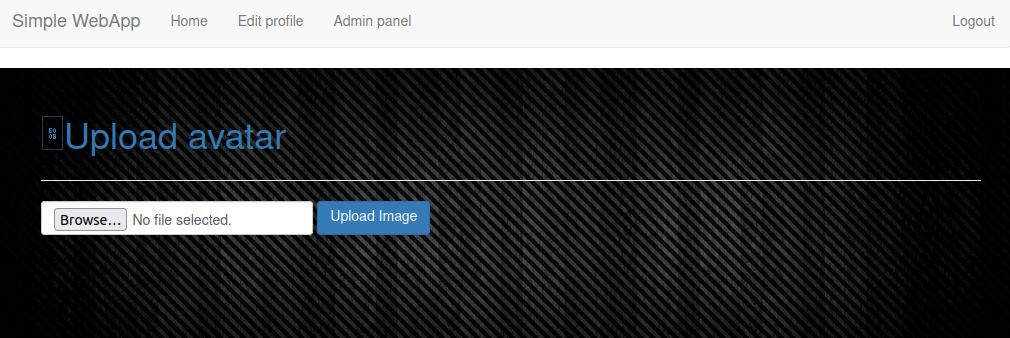 Simple WebApp Home Edit profile Admin panel Logout
Upload avatar
Browse... No file selected. Upload Image